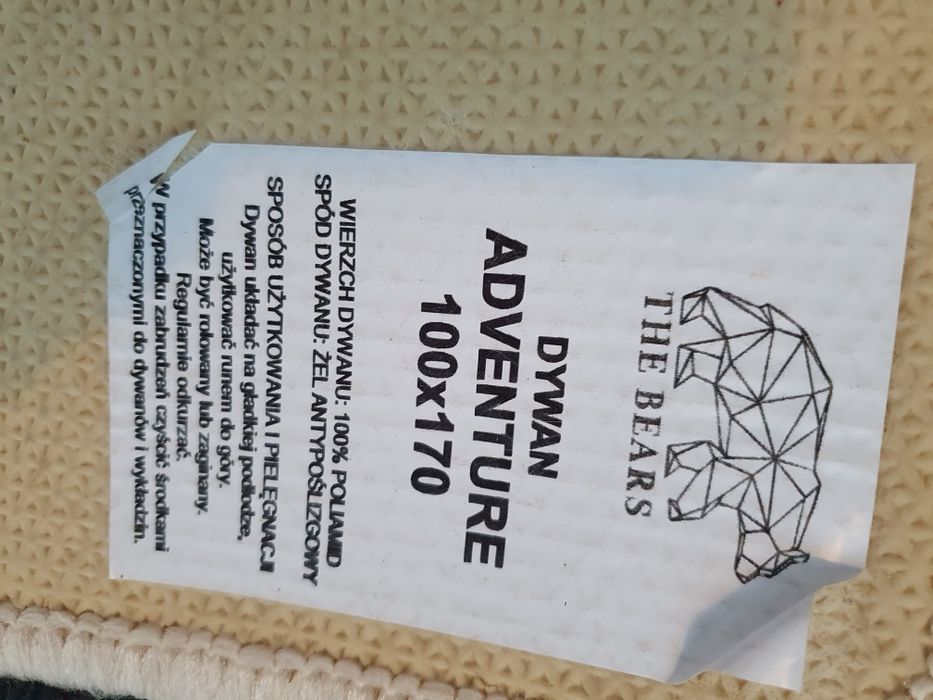 THE BEARS
DYWAN
ADVENTURE
100x170
WIERZCH DYWANU: 100% POLIAMID
SPÓD DYWANU: ŻEL ANTYPOŚLIZGOWY
SPOSÓB UŻYTKOWANIA I PIELĘGNACJI
Dywan układać na gładkiej podłodze,
użytkować runem do góry.
Może być rolowany lub zaginany.
Regularnie odkurzać.
W przypadku zabrudzeń czyścić środkami
przeznaczonymi do dywanów i wykładzin.